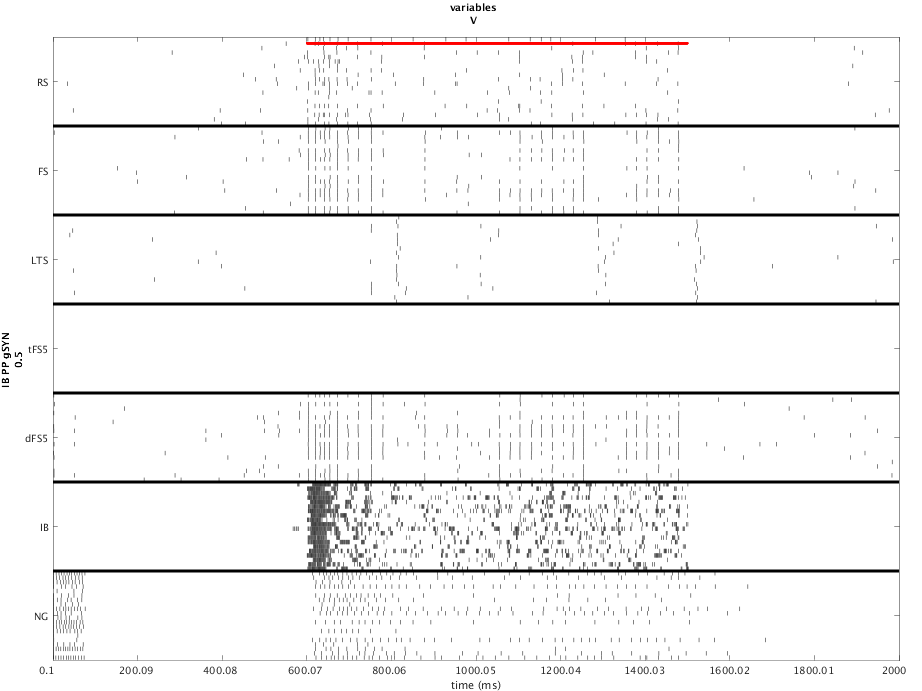 variables
V
RS
FS
LTS
tFS5
dFS5
IB
NG
IB PP gSYN
0.5
0.1 200.09 400.08 600.07 800.06 1000.05 1200.04 1400.03 1600.02 1800.01 2000
time (ms)